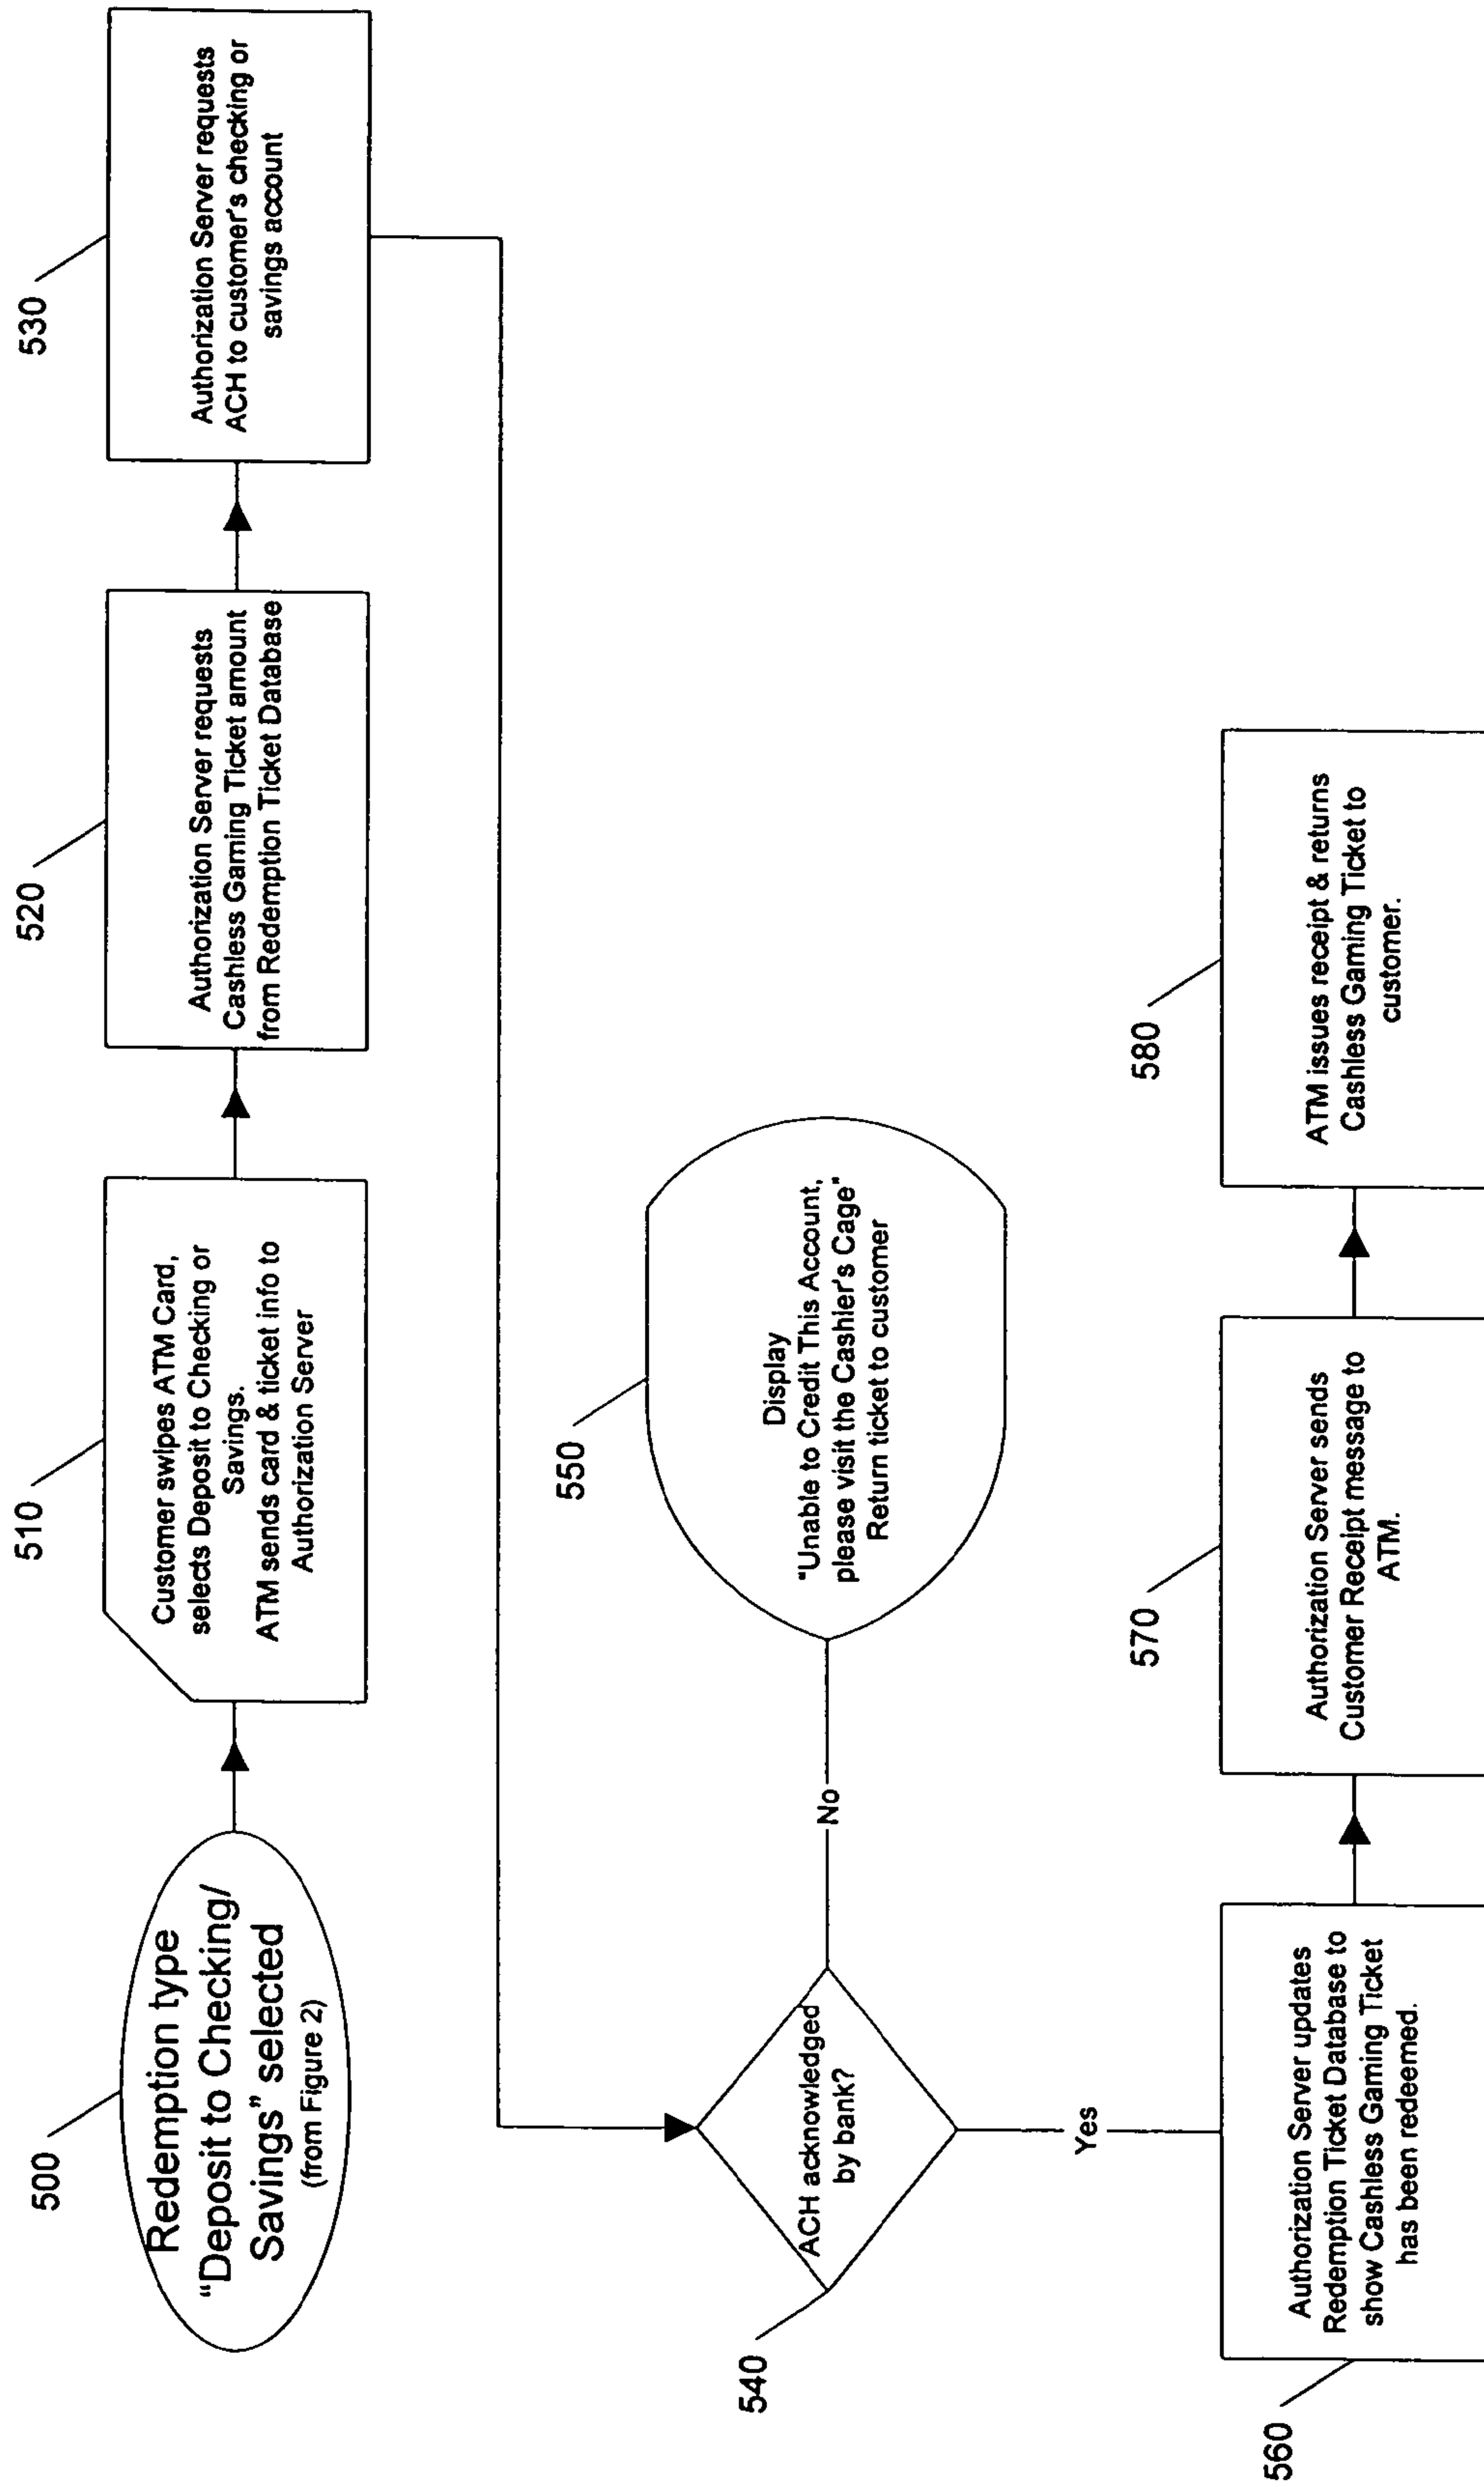 500
Redemption type
“Deposit to Checking/
Savings” selected
(from Figure 2)
510
Customer swipes ATM Card,
selects Deposit to Checking or
Savings.
ATM sends card & ticket info to
Authorization Server
520
Authorization Server requests
Cashless Gaming Ticket amount
from Redemption Ticket Database
530
Authorization Server requests
ACH to customer's checking or
savings account
540
ACH acknowledged
by bank?
No
550
Display
"Unable to Credit This Account,
please visit the Cashier's Cage"
Return ticket to customer
Yes
560
Authorization Server updates
Redemption Ticket Database to
show Cashless Gaming Ticket
has been redeemed.
570
Authorization Server sends
Customer Receipt message to
ATM.
580
ATM issues receipt & returns
Cashless Gaming Ticket to
customer.